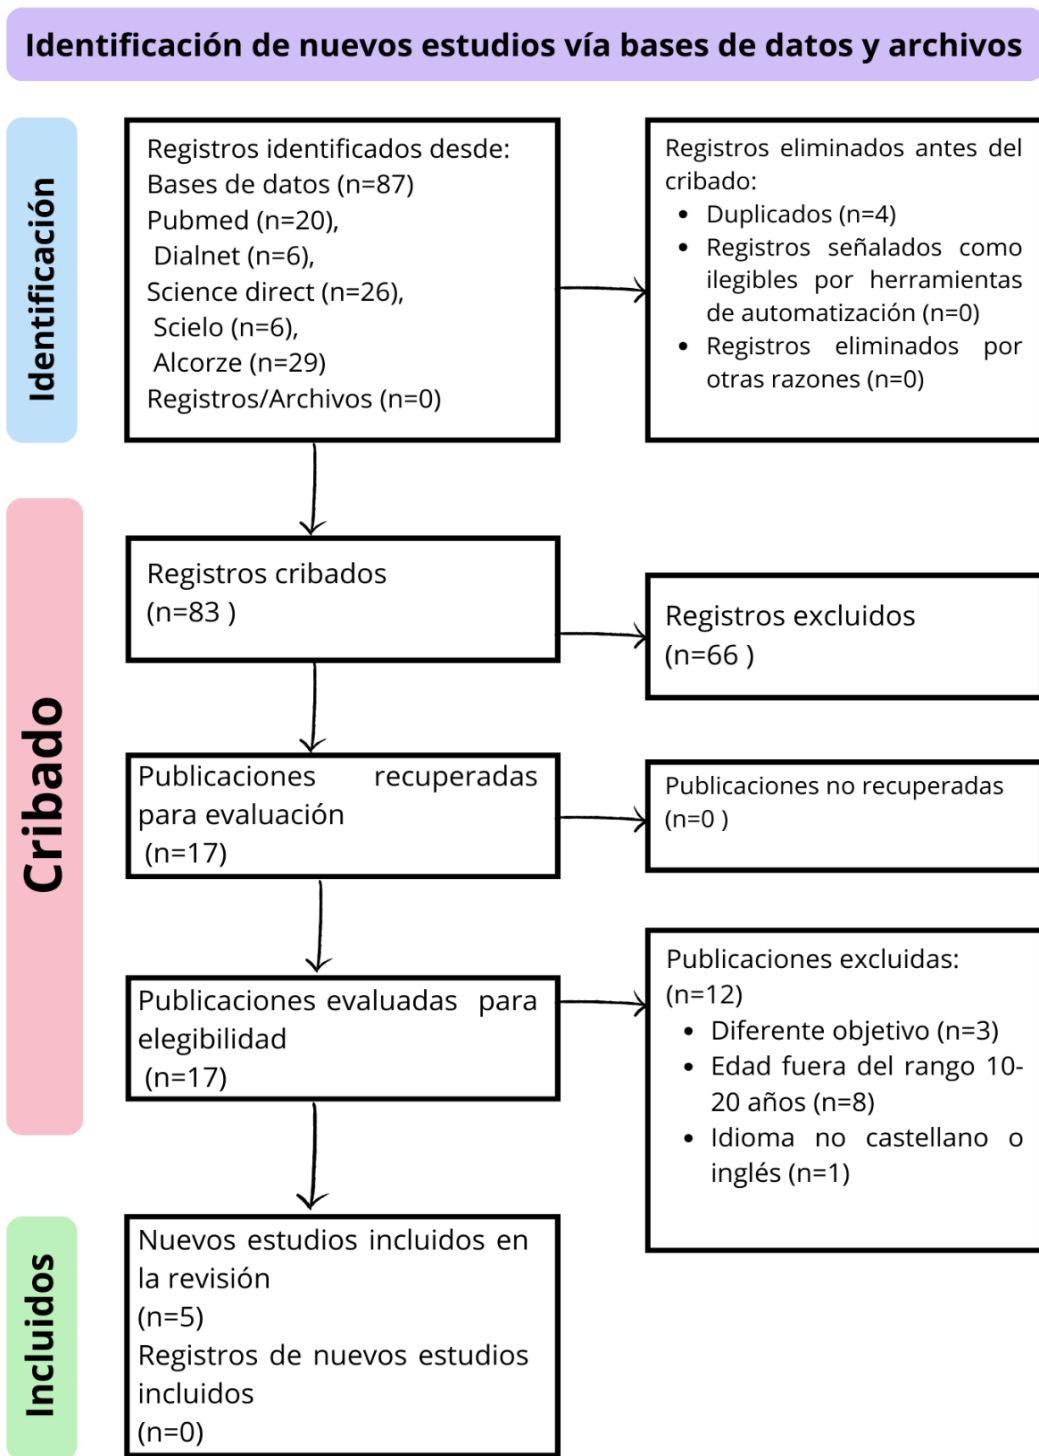 Identificación de nuevos estudios vía bases de datos y archivos
Identificación
Registros identificados desde:
Bases de datos (n=87)
Pubmed (n=20),
Dialnet (n=6),
Science direct (n=26),
Scielo (n=6),
Alcorze (n=29)
Registros/Archivos (n=0)
Registros eliminados antes del
cribado:
• Duplicados (n=4)
• Registros señalados como
ilegibles por herramientas
de automatización (n=0)
• Registros eliminados por
otras razones (n=0)
Cribado
Registros cribados
(n=83 )
Registros excluidos
(n=66 )
Publicaciones recuperadas
para evaluación
(n=17)
Publicaciones no recuperadas
(n=0 )
Publicaciones evaluadas para
elegibilidad
(n=17)
Publicaciones excluidas:
(n=12)
• Diferente objetivo (n=3)
• Edad fuera del rango 10-
20 años (n=8)
• Idioma no castellano o
inglés (n=1)
Incluidos
Nuevos estudios incluidos en
la revisión
(n=5)
Registros de nuevos estudios
incluidos
(n=0)